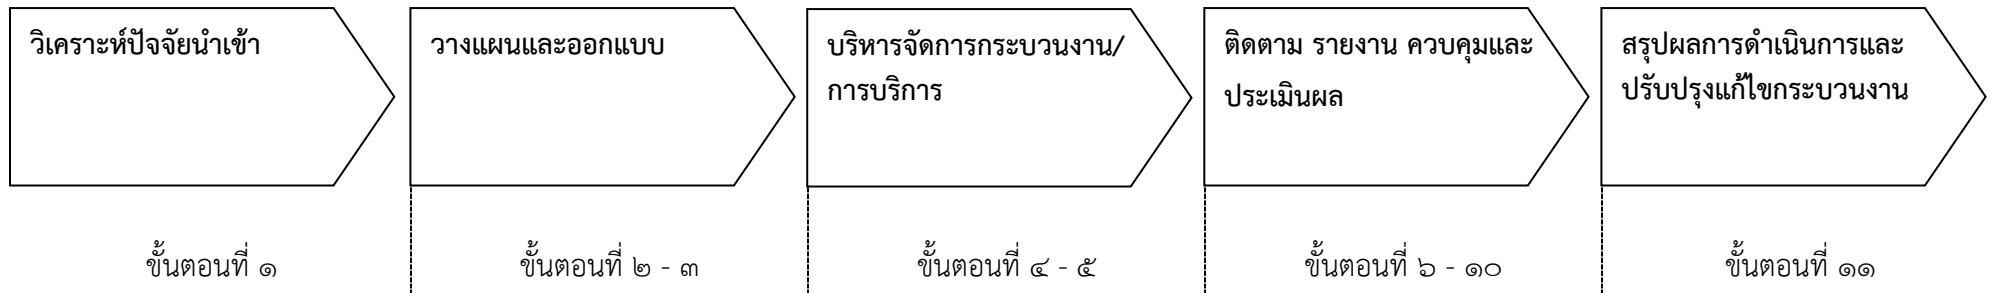 วิเคราะห์ปัจจัยนำเข้า
วางแผนและออกแบบ
บริหารจัดการกระบวนงาน/
การบริการ
ติดตาม รายงาน ควบคุมและ
ประเมินผล
สรุปผลการดำเนินการและ
ปรับปรุงแก้ไขกระบวนงาน
ขั้นตอนที่ ๑
ขั้นตอนที่ ๒ - ๓
ขั้นตอนที่ ๔ - ๕
ขั้นตอนที่ ๖ - ๑๐
ขั้นตอนที่ ๑๑